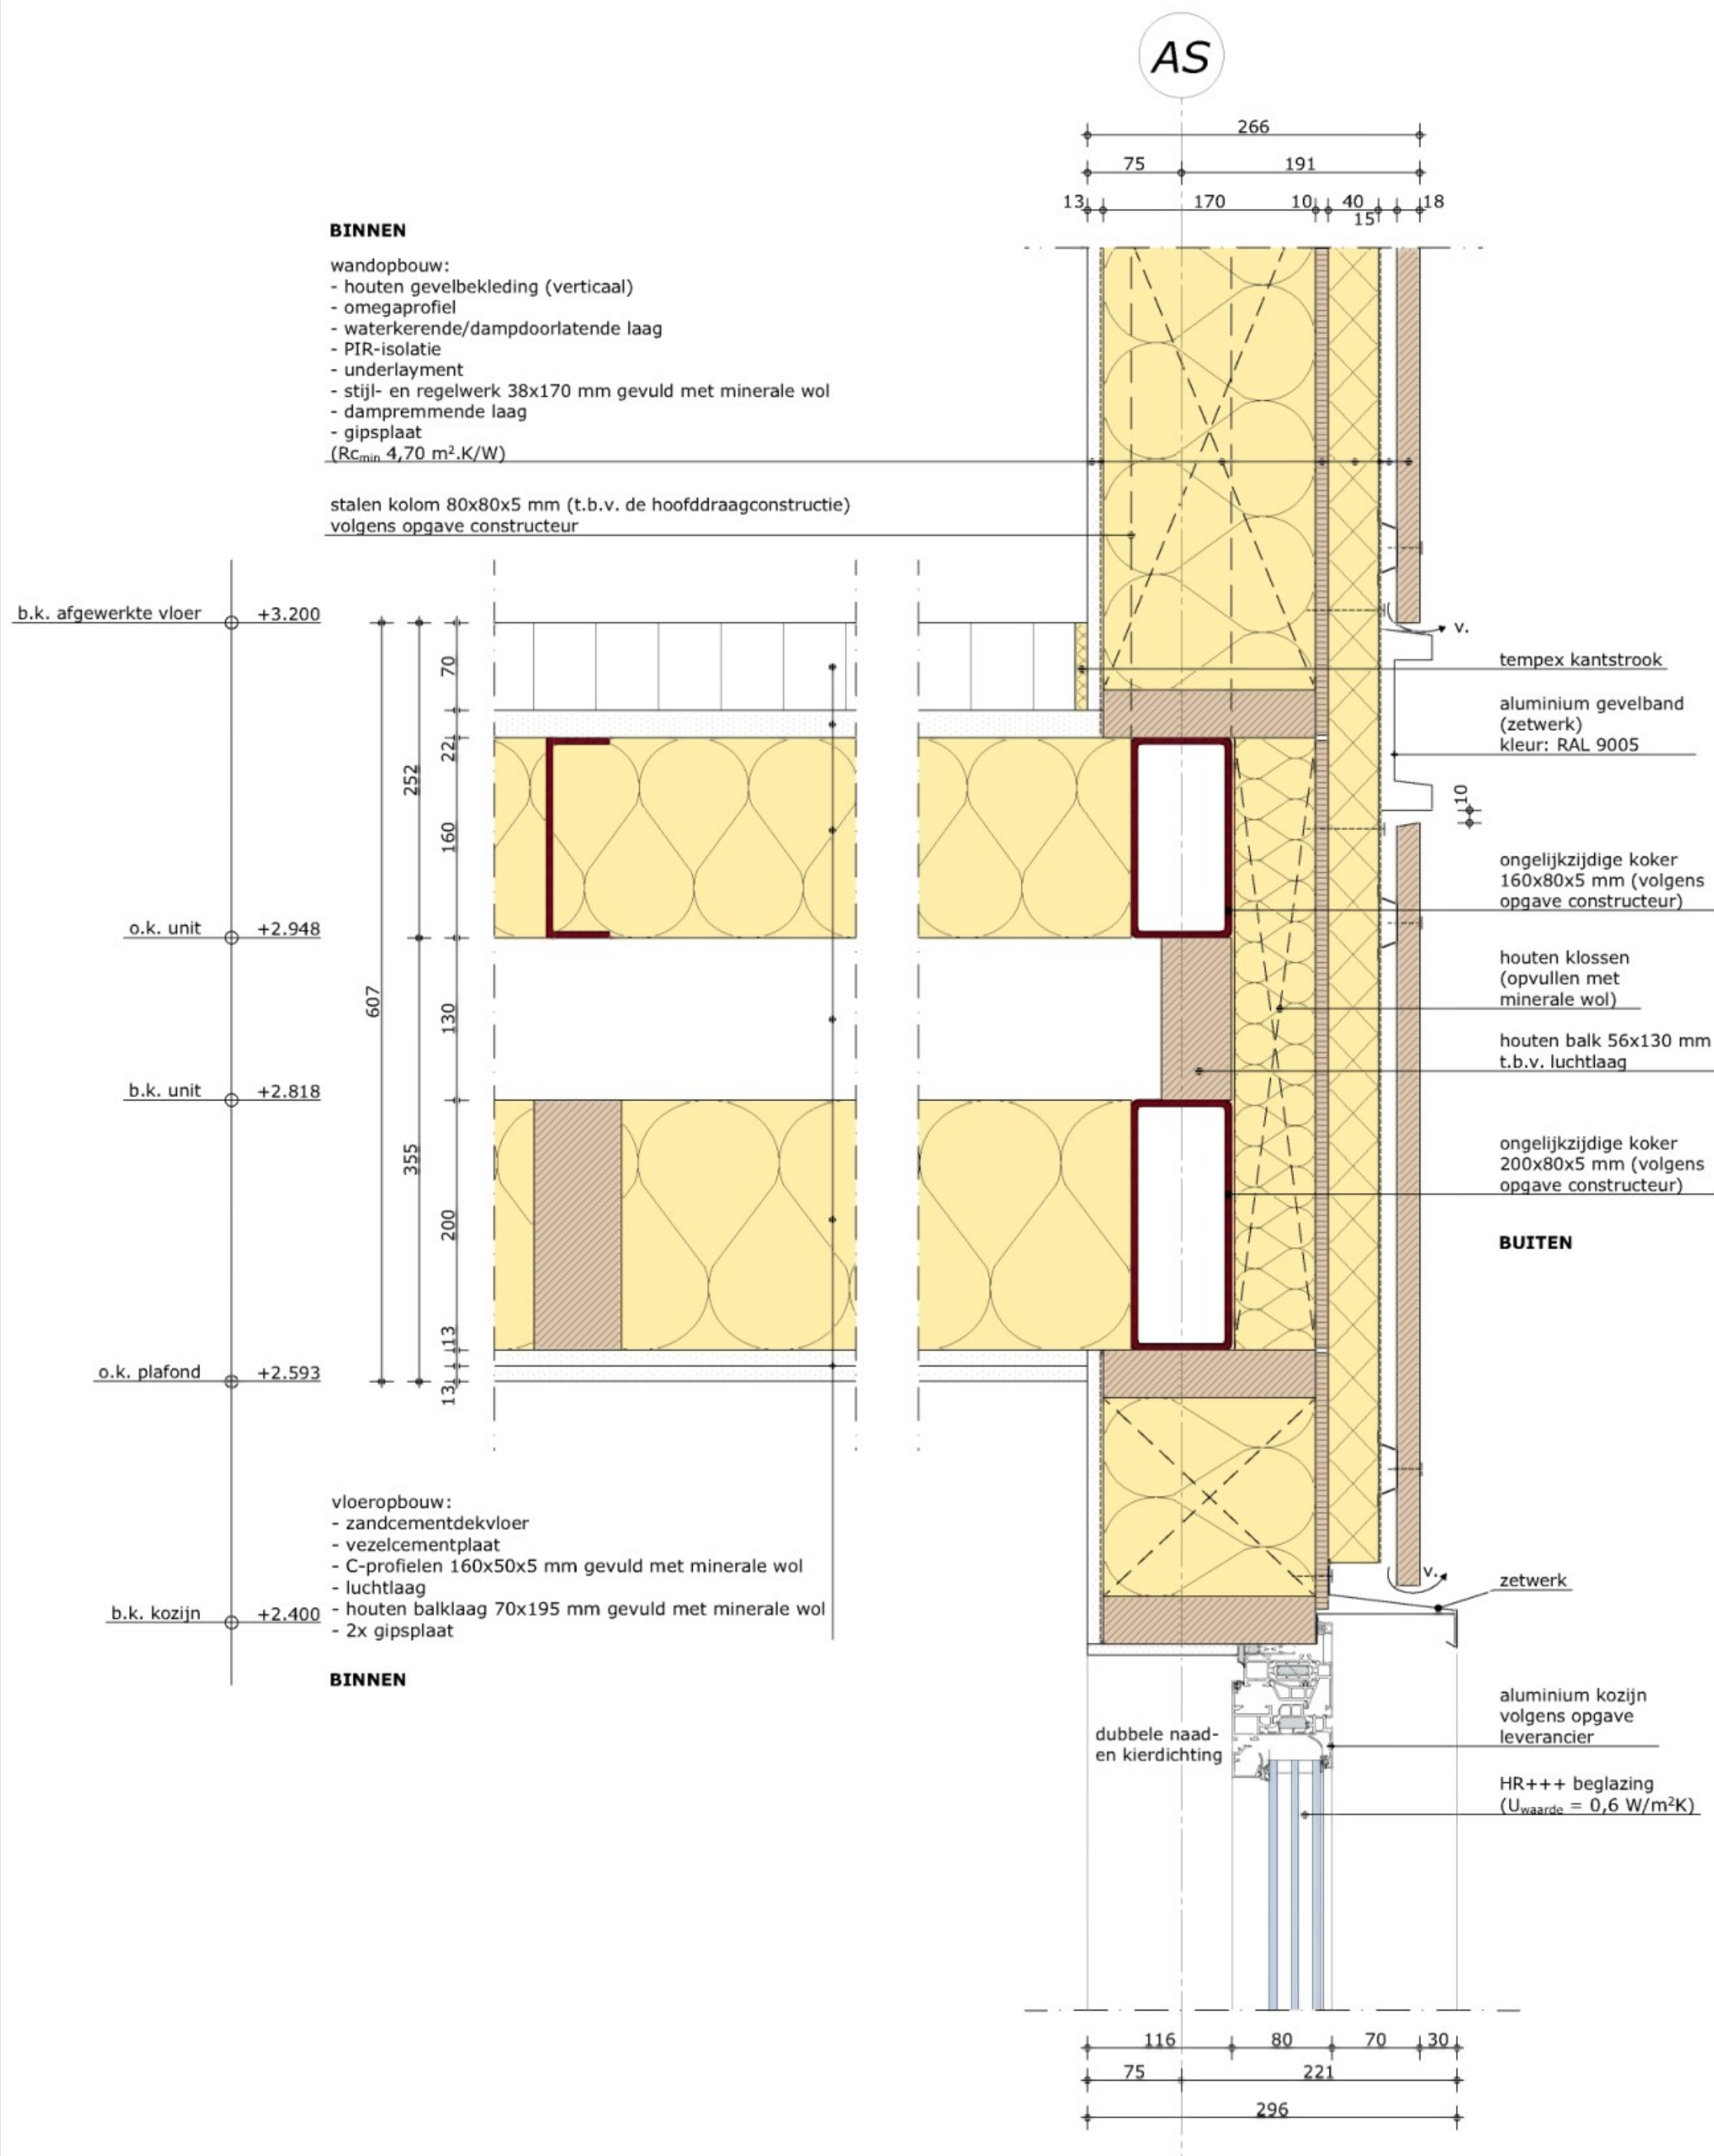 AS
266
75 191
13 170 10 40 18
15
BINNEN
wandopbouw:
- houten gevelbekleding (verticaal)
- omegaprofiel
- waterkerende/dampdoorlatende laag
- PIR-isolatie
- underlayment
- stijl- en regelwerk 38x170 mm gevuld met minerale wol
- dampremmende laag
- gipsplaat
(Rcmin 4,70 m².K/W)
stalen kolom 80x80x5 mm (t.b.v. de hoofddraagconstructie)
volgens opgave constructeur
b.k. afgewerkte vloer +3.200
o.k. unit +2.948
b.k. unit +2.818
o.k. plafond +2.593
b.k. kozijn +2.400
607
252
355
70
22
160
130
200
13
13
v.
tempex kantstrook
aluminium gevelband
(zetwerk)
kleur: RAL 9005
10
ongelijkzijdige koker
160x80x5 mm (volgens
opgave constructeur)
houten klossen
(opvullen met
minerale wol)
houten balk 56x130 mm
t.b.v. luchtlaag
ongelijkzijdige koker
200x80x5 mm (volgens
opgave constructeur)
BUITEN
vloeropbouw:
- zandcementdekvloer
- vezelcementplaat
- C-profielen 160x50x5 mm gevuld met minerale wol
- luchtlaag
- houten balklaag 70x195 mm gevuld met minerale wol
- 2x gipsplaat
BINNEN
v.
zetwerk
dubbele naad-
en kierdichting
aluminium kozijn
volgens opgave
leverancier
HR+++ beglazing
(Uwaarde = 0,6 W/m²K)
116 80 70 30
75 221
296